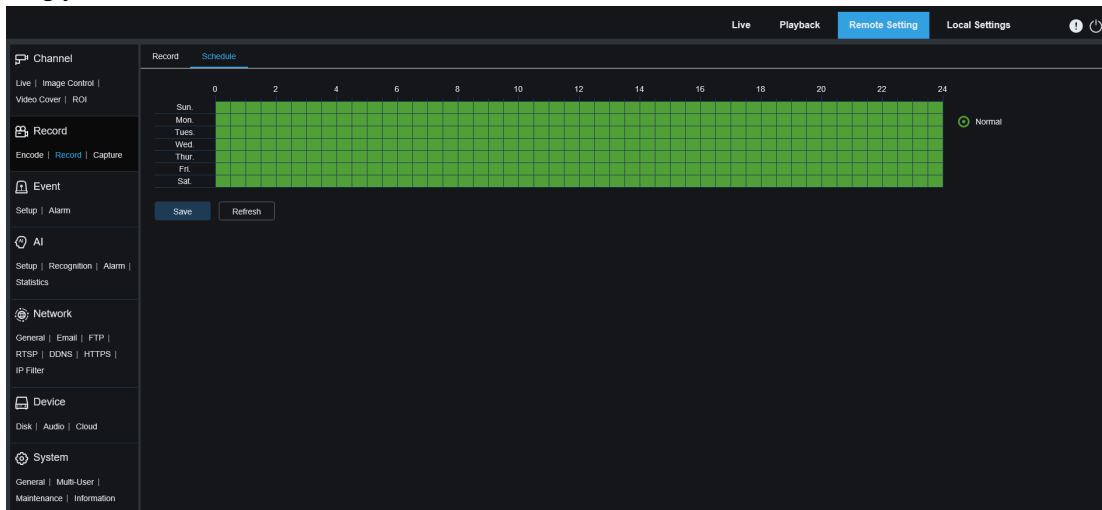 Live Playback Remote Setting Local Settings
Channel
Live | Image Control |
Video Cover | ROI
Record
Encode | Record | Capture
Event
Setup | Alarm
AI
Setup | Recognition | Alarm |
Statistics
Network
General | Email | FTP |
RTSP | DDNS | HTTPS |
IP Filter
Device
Disk | Audio | Cloud
System
General | Multi-User |
Maintenance | Information
Record Schedule
0 2 4 6 8 10 12 14 16 18 20 22 24
Sun.
Mon.
Tues.
Wed.
Thur.
Fri.
Sat.
Normal
Save Refresh